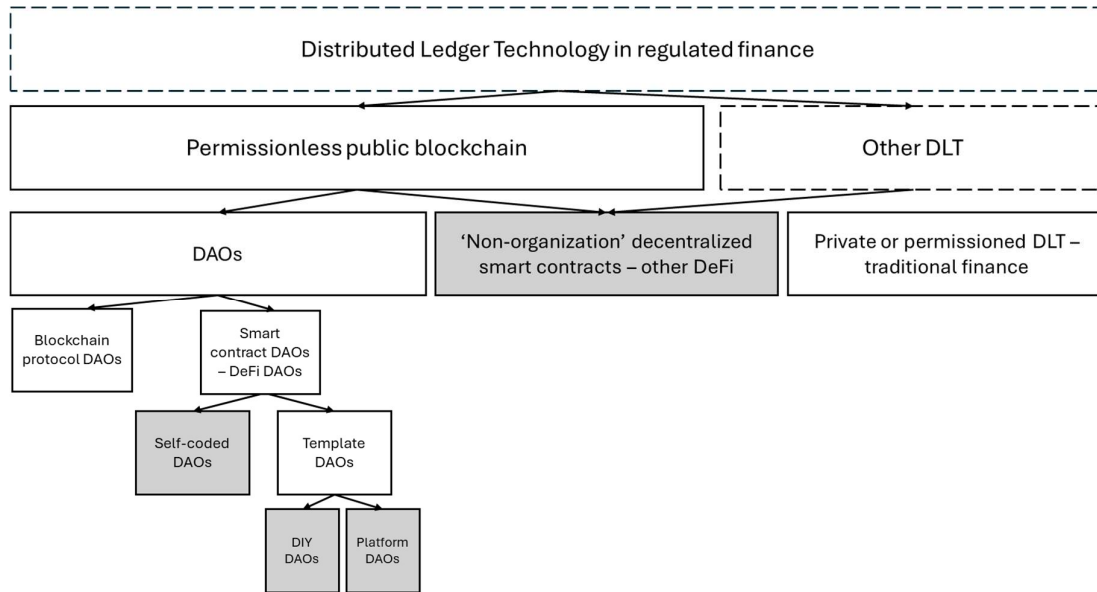 Distributed Ledger Technology in regulated finance
Permissionless public blockchain
Other DLT
DAOs
‘Non-organization’ decentralized
smart contracts – other DeFi
Private or permissioned DLT –
traditional finance
Blockchain
protocol DAOs
Smart
contract DAOs
– DeFi DAOs
Self-coded
DAOs
Template
DAOs
DIY
DAOs
Platform
DAOs